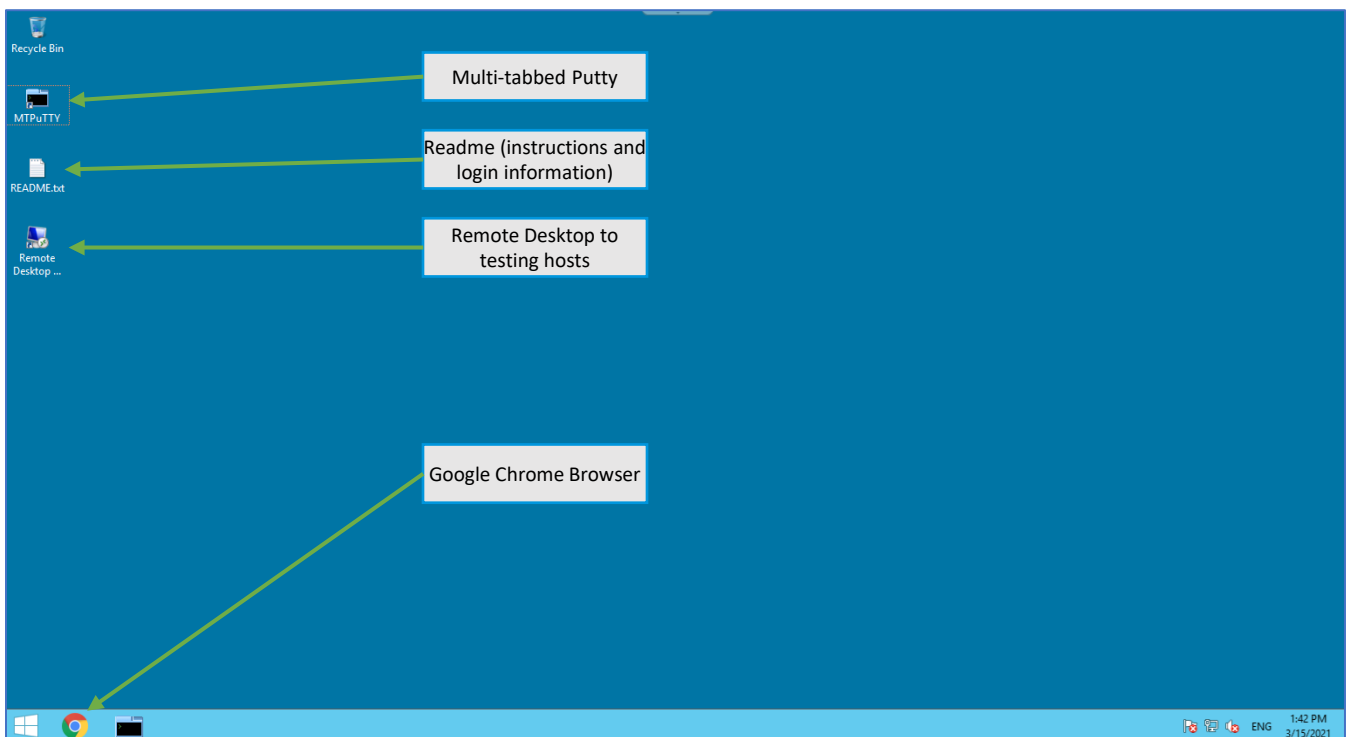 Recycle Bin
Multi-tabbed Putty
MTPuTTY
Readme (instructions and
login information)
README.txt
Remote Desktop to
testing hosts
Remote
Desktop ...
Google Chrome Browser
ENG
1:42 PM
3/15/2021